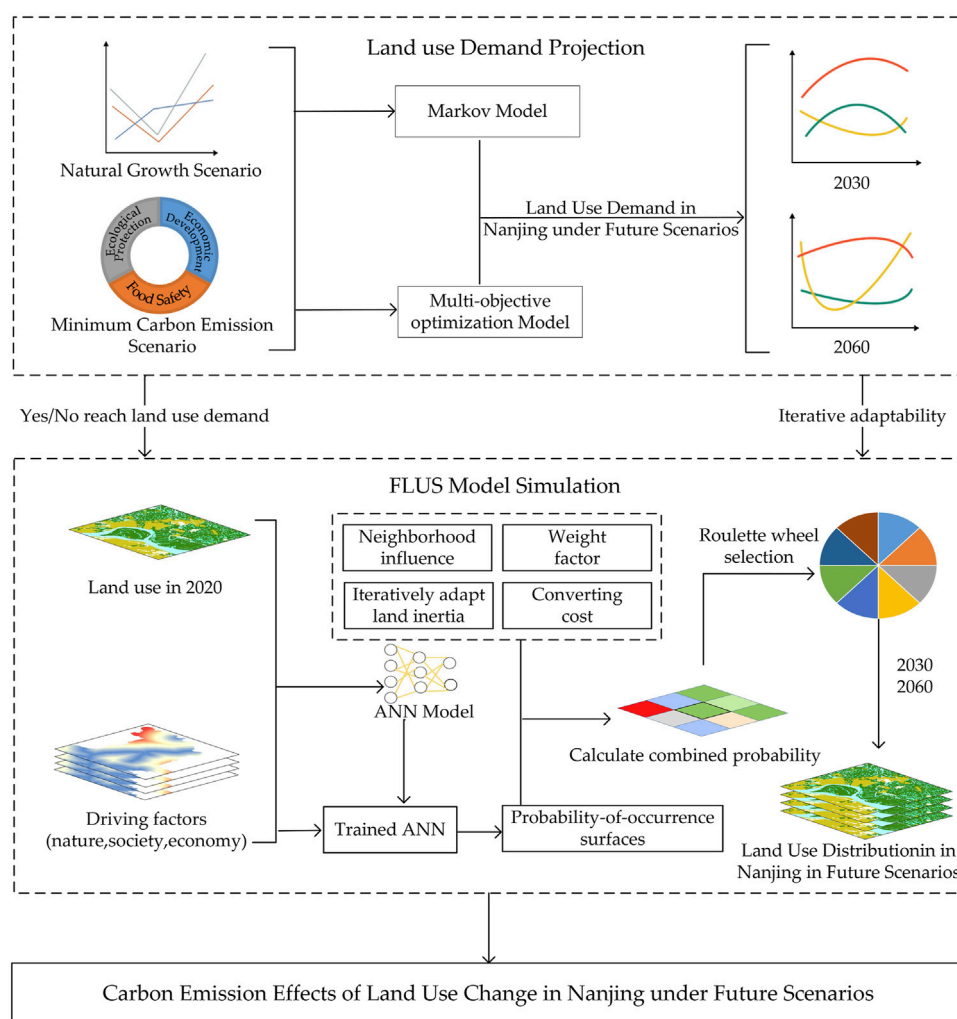 Land use Demand Projection
Natural Growth Scenario
Ecological
Protection
Economic
Development
Food Safety
Minimum Carbon Emission
Scenario
Markov Model
Land Use Demand in
Nanjing under Future Scenarios
Multi-objective
optimization Model
2030
2060
Yes/No reach land use demand
Iterative adaptability
FLUS Model Simulation
Land use in 2020
Neighborhood
influence
Weight
factor
Iteratively adapt
land inertia
Converting
cost
Roulette wheel
selection
ANN Model
2030
2060
Calculate combined probability
Driving factors
(nature,society,economy)
Trained ANN
Probability-of-occurrence
surfaces
Land Use Distributionin in
Nanjing in Future Scenarios
Carbon Emission Effects of Land Use Change in Nanjing under Future Scenarios